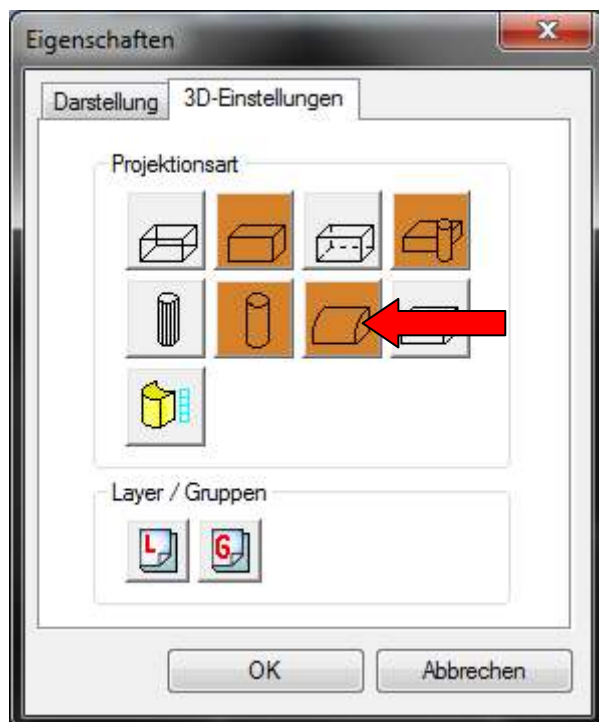 Eigenschaften
Darstellung 3D-Einstellungen
Projektionsart
Layer / Gruppen
L G
OK Abbrechen